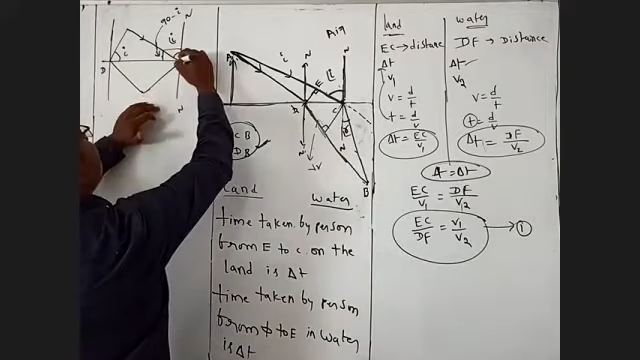 N
90-i
i
i
D
N
A
i
Air
N
N
E
i
D
C
N
N
B
CB
DB
Land
water
time taken by person
from E to C on the
land is Δt
time taken by person
from D to E in water
is Δt
land
EC → distance
Δt
V1
V = d/t
t = d/V
Δt = EC/V1
water
DF → Distance
Δt
V2
V = d/t
t = d/V
Δt = DF/V2
Δt = Δt
EC/V1 = DF/V2
EC/DF = V1/V2 → 1